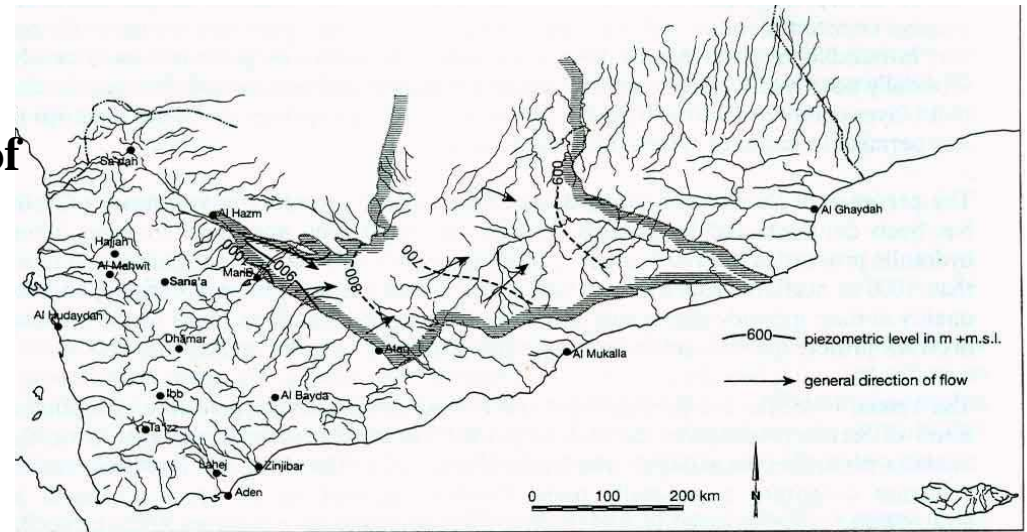 of
Sa'dah
Al Hazm
Hajjah
Al Mahwit
Marib
Sana'a
Al Hudaydah
Dhamar
Ibb
Al Bayda
Ta'izz
Lahej
Zinjibar
Aden
Al Mukalla
Al Ghaydah
900
800
700
600
600 piezometric level in m +m.s.l.
general direction of flow
0 100 200 km
N